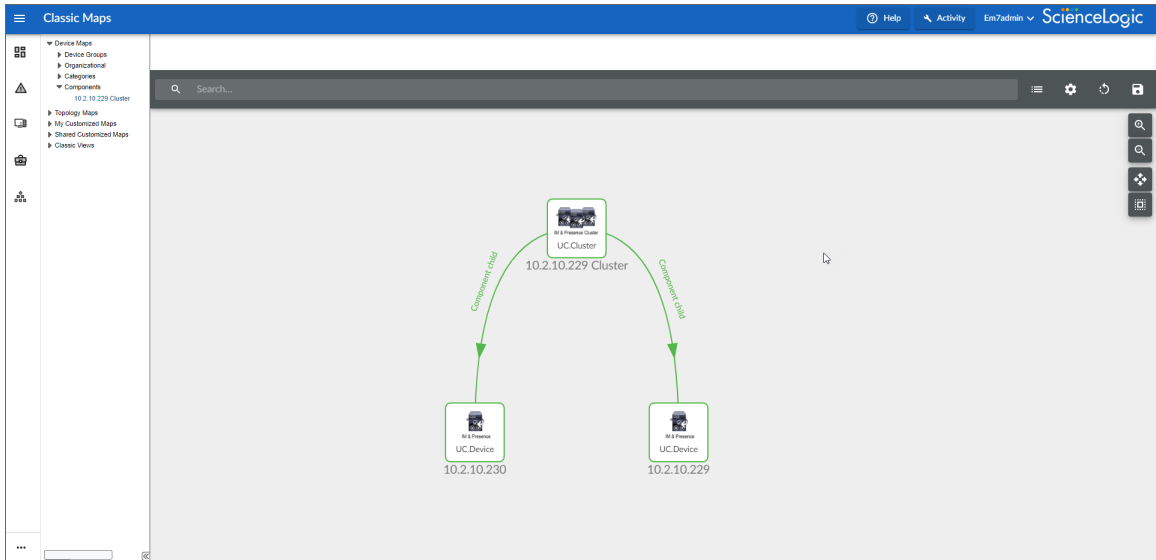 Classic Maps
Help
Activity
Em7admin
ScienceLogic
Device Maps
Device Groups
Organizational
Categories
Components
10.2.10.229 Cluster
Topology Maps
My Customized Maps
Shared Customized Maps
Classic Views
Search...
IM & Presence Cluster
UC.Cluster
10.2.10.229 Cluster
Component child
Component child
IM & Presence
UC.Device
10.2.10.230
IM & Presence
UC.Device
10.2.10.229